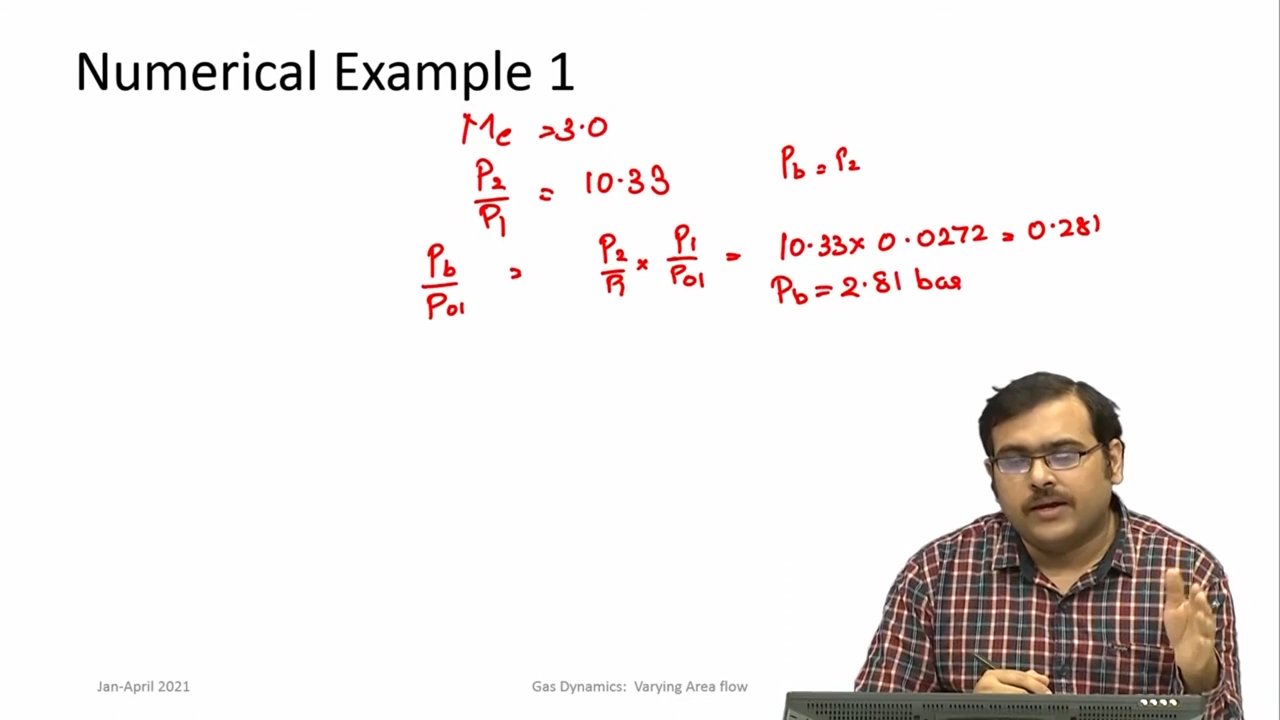 Numerical Example 1
Me = 3.0
P2/P1 = 10.33
Pb = P2
Pb/P01 = P2/P1 × P1/P01 = 10.33 × 0.0272 = 0.281
Pb = 2.81 bar
Jan-April 2021
Gas Dynamics: Varying Area flow